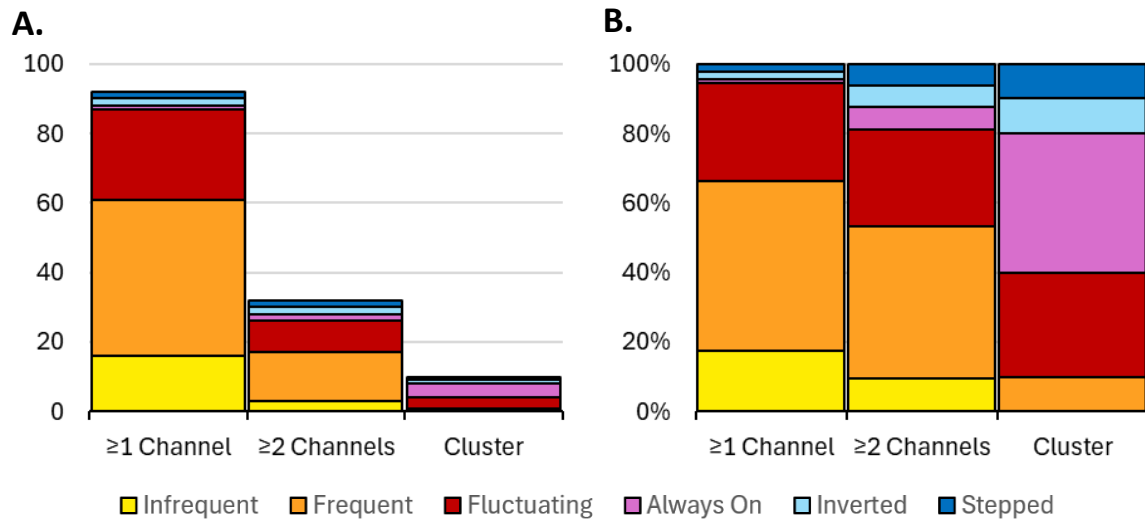 A.
100
80
60
40
20
0
≥1 Channel ≥2 Channels Cluster
B.
100%
80%
60%
40%
20%
0%
≥1 Channel ≥2 Channels Cluster
Infrequent Frequent Fluctuating Always On Inverted Stepped